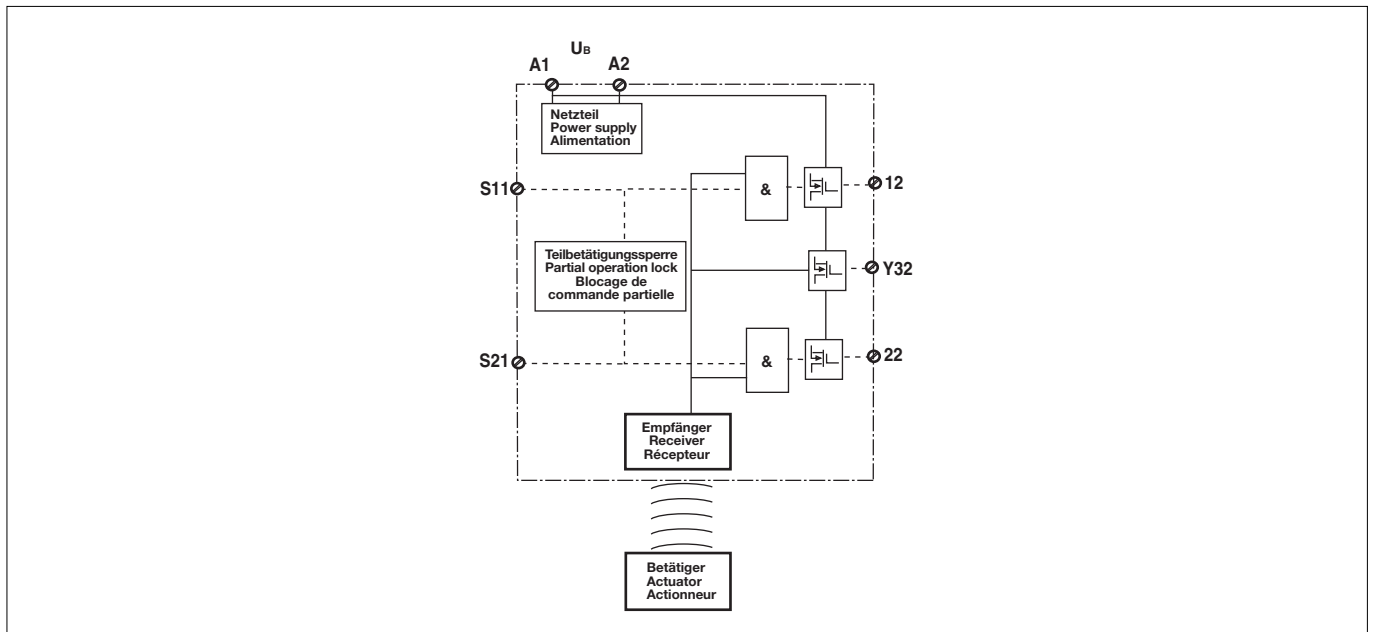 UB
A1
A2
Netzteil
Power supply
Alimentation
S11
&
12
Teilbetätigungssperre
Partial operation lock
Blocage de
commande partielle
Y32
S21
&
22
Empfänger
Receiver
Récepteur
Betätiger
Actuator
Actionneur